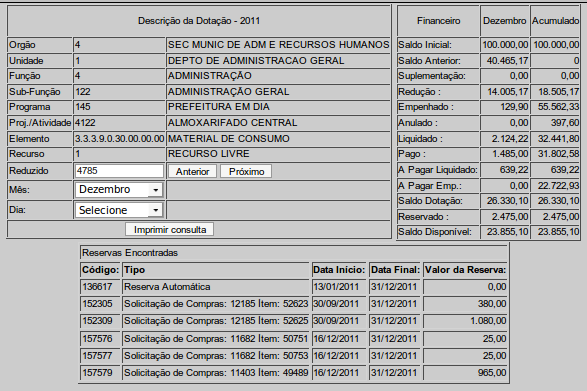 Descrição da Dotação - 2011
Orgão 4 SEC MUNIC DE ADM E RECURSOS HUMANOS
Unidade 1 DEPTO DE ADMINISTRACAO GERAL
Função 4 ADMINISTRAÇÃO
Sub-Função 122 ADMINISTRAÇÃO GERAL
Programa 145 PREFEITURA EM DIA
Proj./Atividade 4122 ALMOXARIFADO CENTRAL
Elemento 3.3.3.9.0.30.00.00.00 MATERIAL DE CONSUMO
Recurso 1 RECURSO LIVRE
Reduzido 4785 Anterior Próximo
Mês: Dezembro
Dia: Selecione
Imprimir consulta
Financeiro Dezembro Acumulado
Saldo Inicial: 100.000,00 100.000,00
Saldo Anterior: 40.465,17 0
Suplementação: 0,00 0,00
Redução : 14.005,17 18.505,17
Empenhado : 129,90 55.562,33
Anulado : 0,00 397,60
Liquidado : 2.124,22 32.441,80
Pago : 1.485,00 31.802,58
A Pagar Liquidado: 639,22 639,22
A Pagar Emp.: 0,00 22.722,93
Saldo Dotação: 26.330,10 26.330,10
Reservado : 2.475,00 2.475,00
Saldo Disponível: 23.855,10 23.855,10
Reservas Encontradas
Código: Tipo Data Início: Data Final: Valor da Reserva:
136617 Reserva Automática 13/01/2011 31/12/2011 0,00
152305 Solicitação de Compras: 12185 Ítem: 52623 30/09/2011 31/12/2011 380,00
152309 Solicitação de Compras: 12185 Ítem: 52625 30/09/2011 31/12/2011 1.080,00
157576 Solicitação de Compras: 11682 Ítem: 50751 16/12/2011 31/12/2011 25,00
157577 Solicitação de Compras: 11682 Ítem: 50753 16/12/2011 31/12/2011 25,00
157579 Solicitação de Compras: 11403 Ítem: 49489 16/12/2011 31/12/2011 965,00